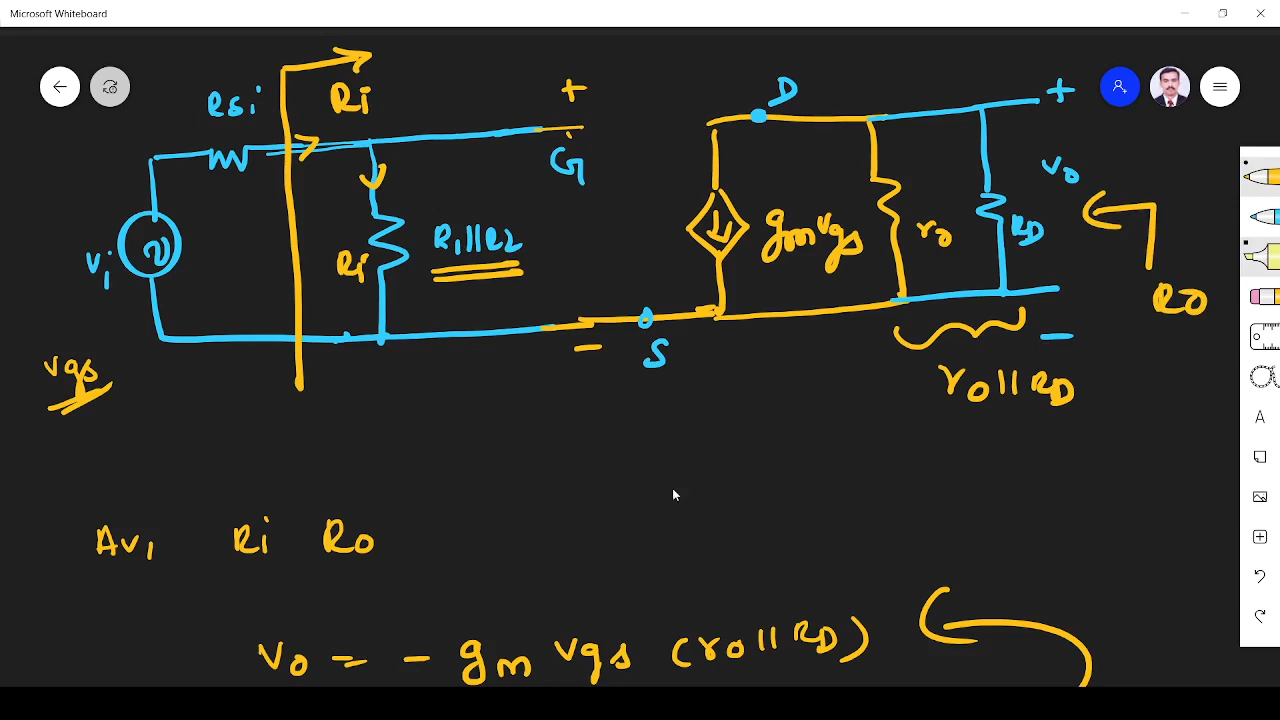 Microsoft Whiteboard
Rsi
Ri
+
G
D
+
vo
vi
Ri
R1||R2
gmvgs
ro
RD
Ro
vgs
-
S
-
ro||RD
Av, Ri Ro
vo = - gm vgs (ro||RD)
A